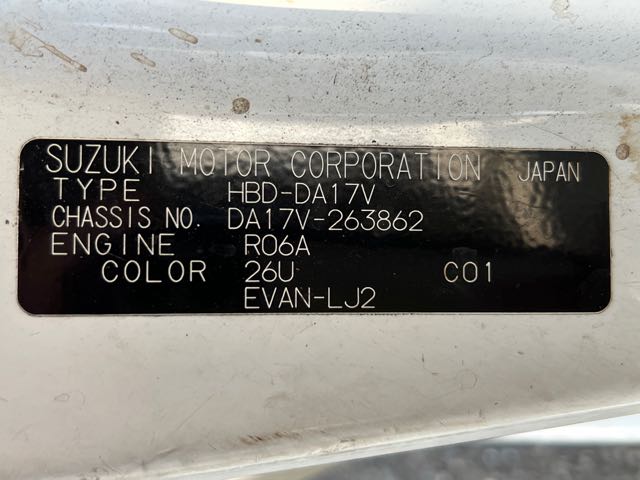 SUZUKI MOTOR CORPORATION JAPAN
TYPE HBD-DA17V
CHASSIS NO. DA17V-263862
ENGINE R06A
COLOR 26U C01
EVAN-LJ2